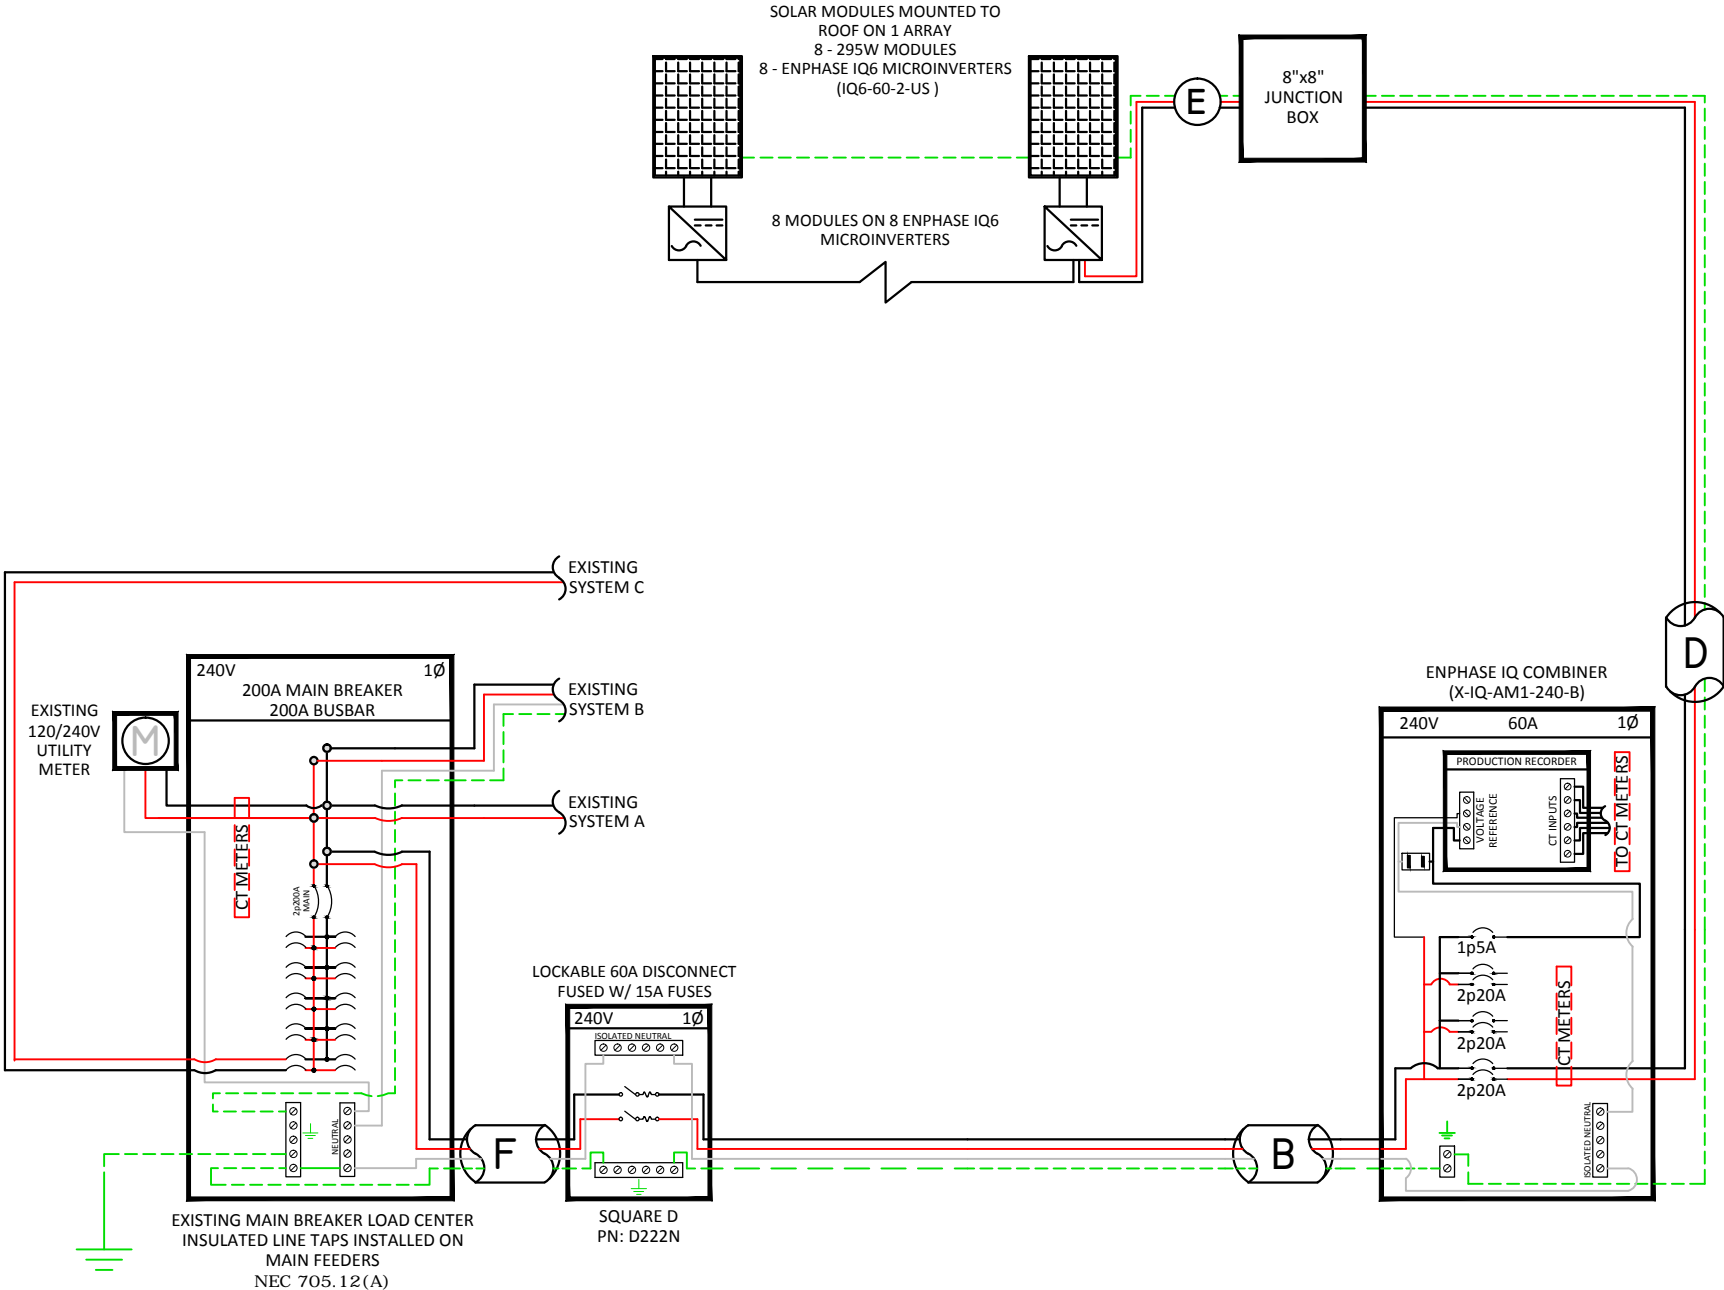 SOLAR MODULES MOUNTED TO
ROOF ON 1 ARRAY
8 - 295W MODULES
8 - ENPHASE IQ6 MICROINVERTERS
(IQ6-60-2-US )
E
8"x8"
JUNCTION
BOX
8 MODULES ON 8 ENPHASE IQ6
MICROINVERTERS
D
EXISTING
SYSTEM C
EXISTING
SYSTEM B
EXISTING
SYSTEM A
EXISTING
120/240V
UTILITY
METER
M
240V 1Ø
200A MAIN BREAKER
200A BUSBAR
CT METERS
2p200A
MAIN
NEUTRAL
EXISTING MAIN BREAKER LOAD CENTER
INSULATED LINE TAPS INSTALLED ON
MAIN FEEDERS
NEC 705.12(A)
F
LOCKABLE 60A DISCONNECT
FUSED W/ 15A FUSES
240V 1Ø
ISOLATED NEUTRAL
SQUARE D
PN: D222N
B
ENPHASE IQ COMBINER
(X-IQ-AM1-240-B)
240V 60A 1Ø
PRODUCTION RECORDER
VOLTAGE
REFERENCE
CT INPUTS
TO CT METERS
1p5A
2p20A
2p20A
2p20A
CT METERS
ISOLATED NEUTRAL